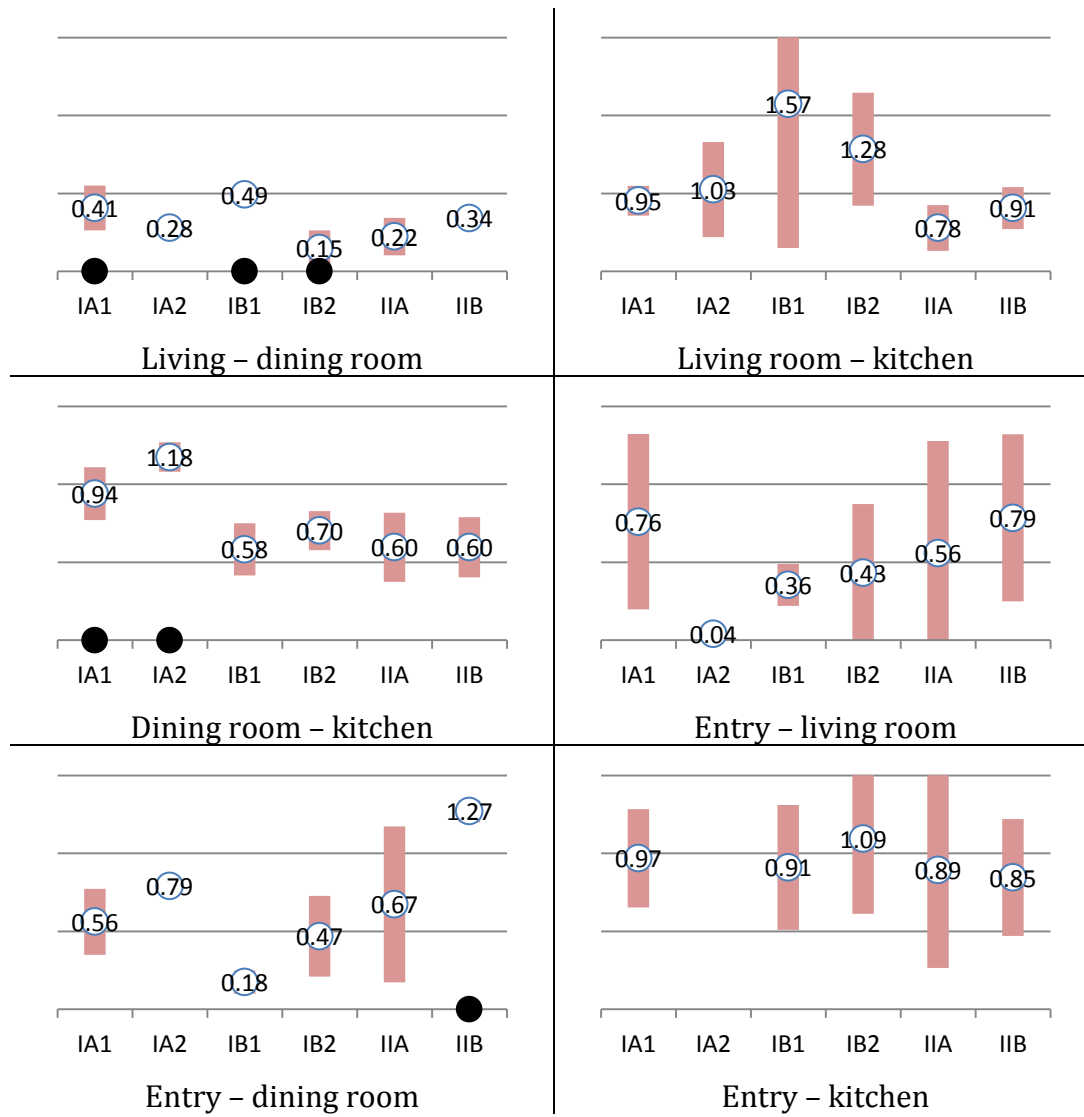 0.41 0.28 0.49 0.15 0.22 0.34
IA1 IA2 IB1 IB2 IIA IIB
Living – dining room
0.95 1.03 1.57 1.28 0.78 0.91
IA1 IA2 IB1 IB2 IIA IIB
Living room – kitchen
0.94 1.18 0.58 0.70 0.60 0.60
IA1 IA2 IB1 IB2 IIA IIB
Dining room – kitchen
0.76 0.04 0.36 0.43 0.56 0.79
IA1 IA2 IB1 IB2 IIA IIB
Entry – living room
0.56 0.79 0.18 0.47 0.67 1.27
IA1 IA2 IB1 IB2 IIA IIB
Entry – dining room
0.97 0.91 1.09 0.89 0.85
IA1 IA2 IB1 IB2 IIA IIB
Entry – kitchen